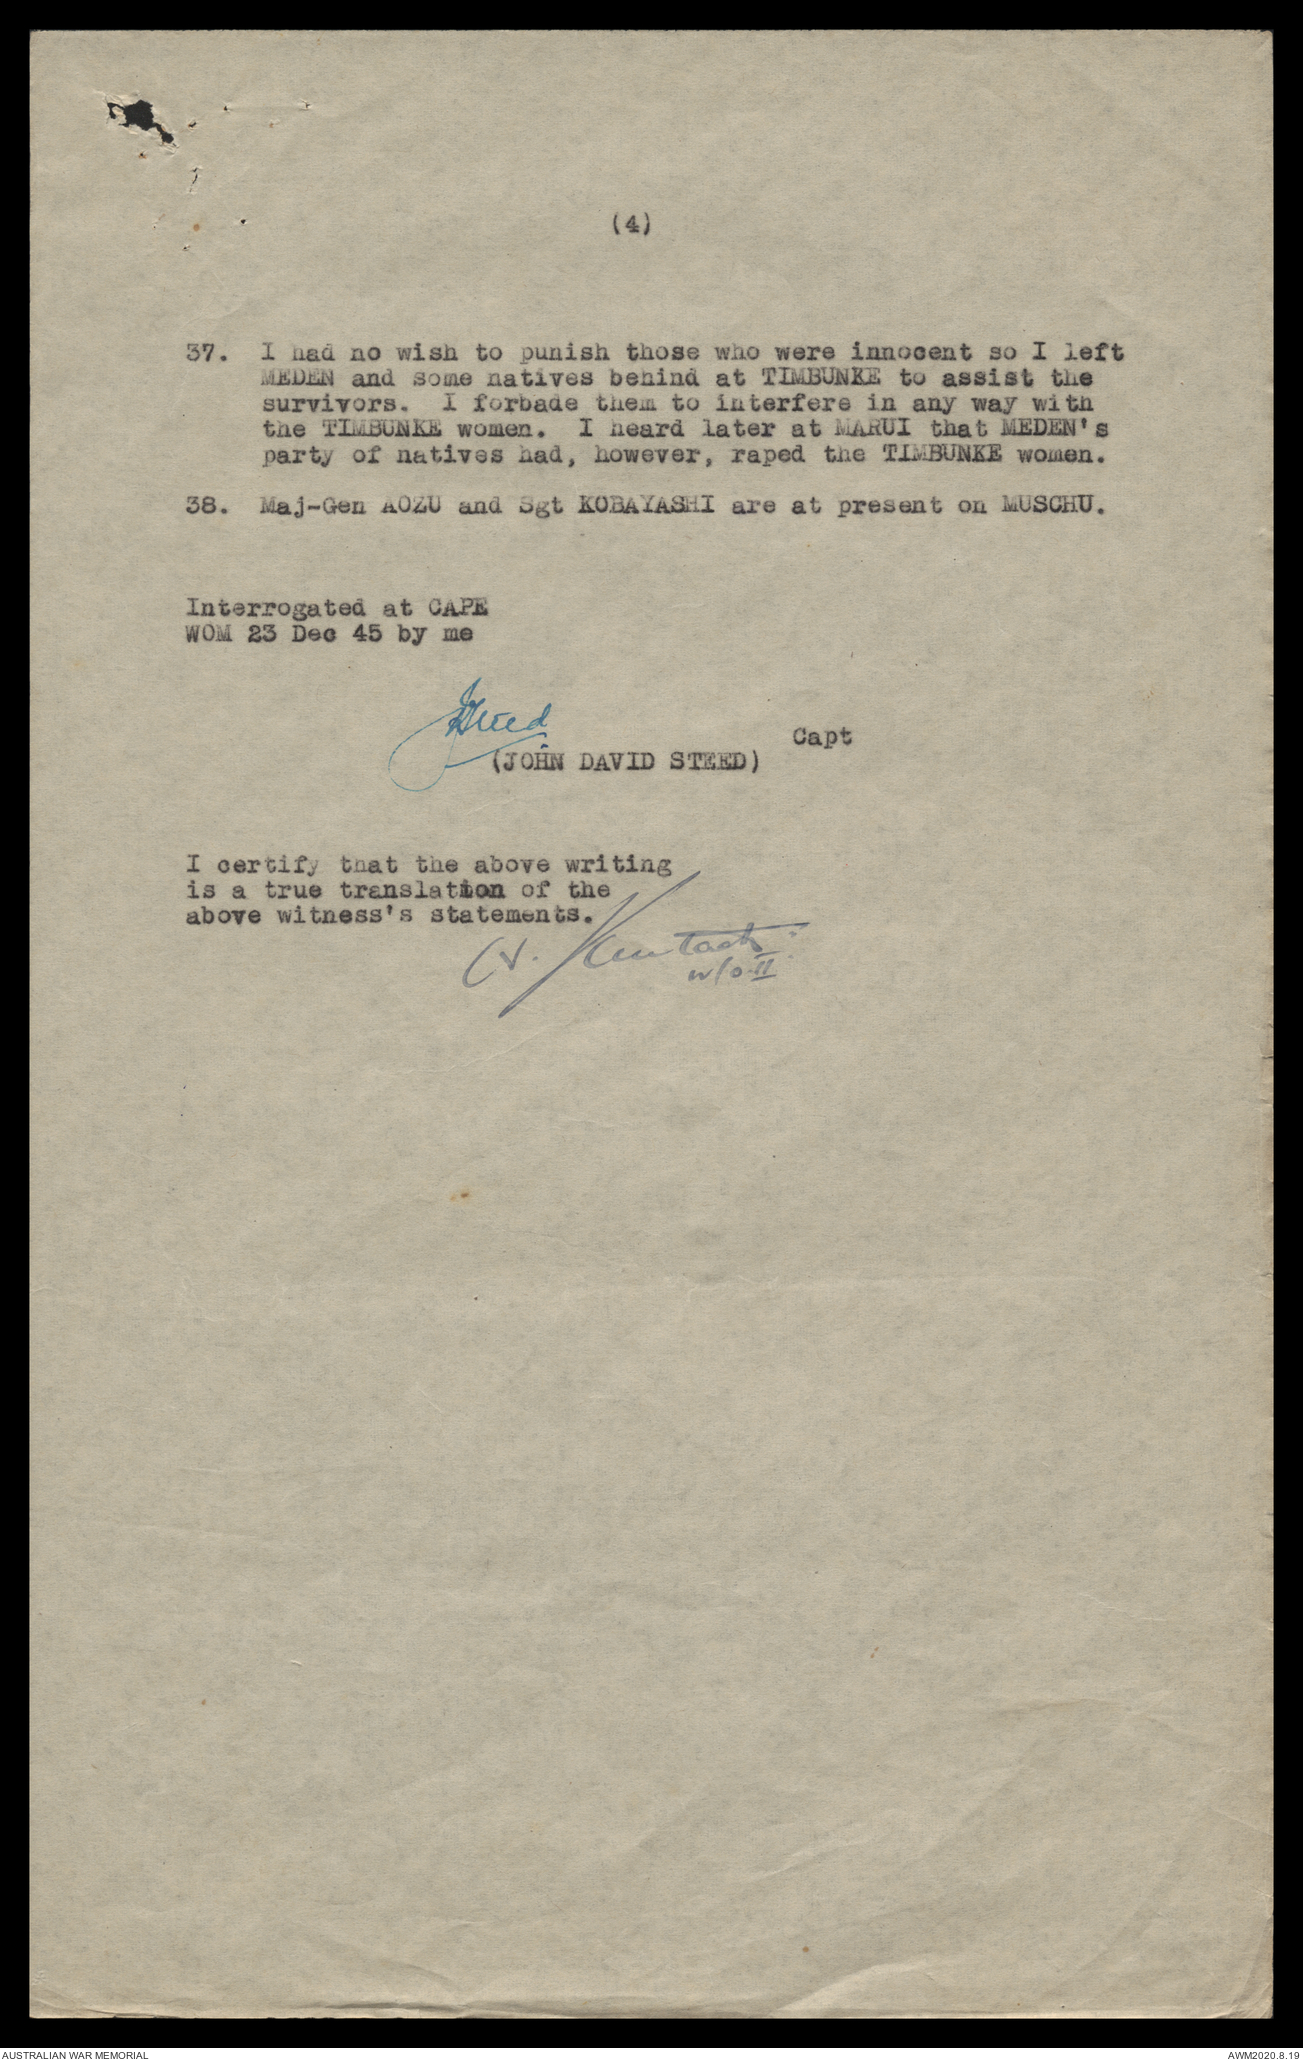 (4)
37. I had no wish to punish those who were innocent so I left
MEDEN and some natives behind at TIMBUNKE to assist the
survivors. I forbade them to interfere in any way with
the TIMBUNKE women. I heard later at MARUI that MEDEN's
party of natives had, however, raped the TIMBUNKE women.
38. Maj-Gen AOZU and Sgt KOBAYASHI are at present on MUSCHU.
Interrogated at CAPE
WOM 23 Dec 45 by me
Capt
(JOHN DAVID STEED)
I certify that the above writing
is a true translation of the
above witness's statements.
W/O II
AUSTRALIAN WAR MEMORIAL
AWM2020.8.19